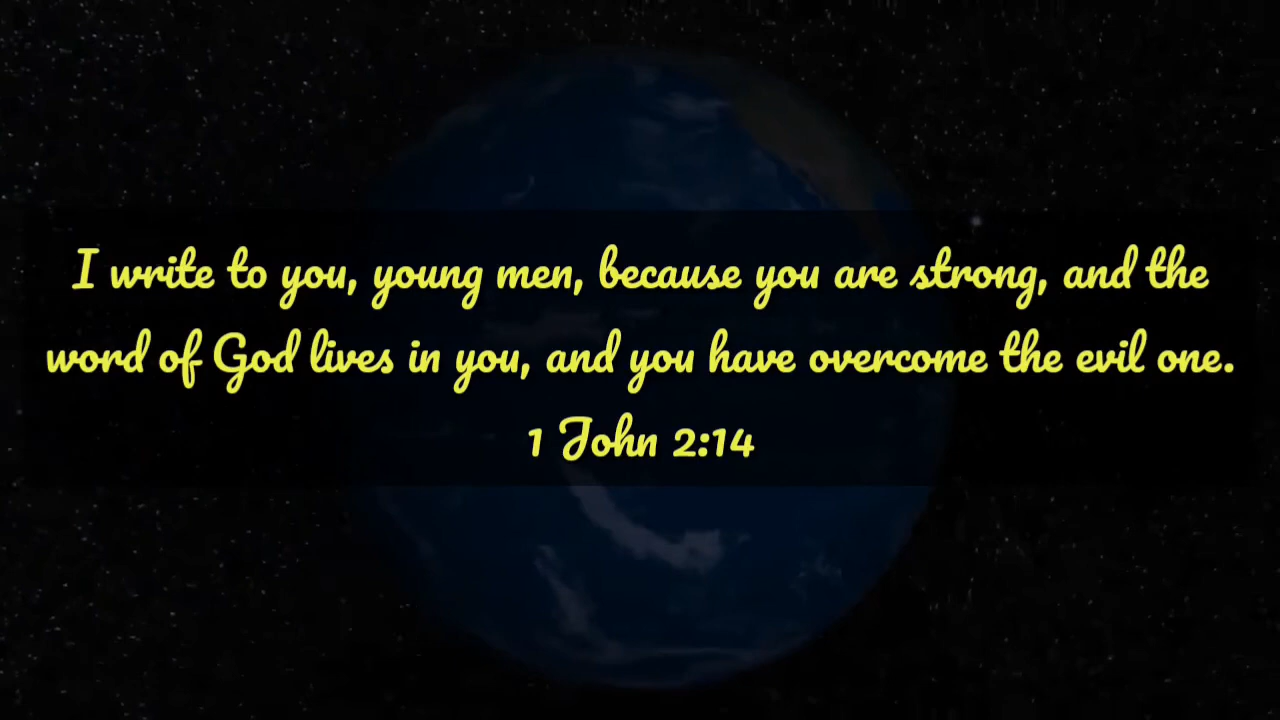 I write to you, young men, because you are strong, and the
word of God lives in you, and you have overcome the evil one.
1 John 2:14